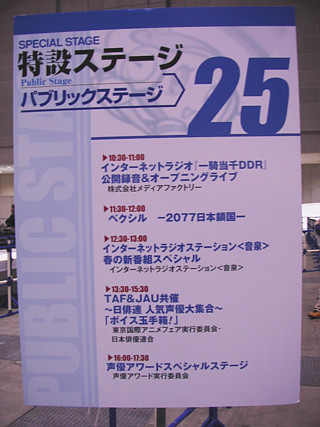 SPECIAL STAGE
特設ステージ
Public Stage
パブリックステージ
25
▶10:30-11:00
インターネットラジオ『一騎当千DDR』
公開録音&オープニングライブ
株式会社メディアファクトリー
▶11:30-12:00
ベクシル －2077日本鎖国－
▶12:30-13:00
インターネットラジオステーション<音泉>
春の新番組スペシャル
インターネットラジオステーション<音泉>
▶13:30-15:30
TAF&JAU共催
～日俳連 人気声優大集合～
「ボイス玉手箱!」
東京国際アニメフェア実行委員会・
日本俳優連合
▶16:00-17:30
声優アワードスペシャルステージ
声優アワード実行委員会
PUBLIC STA